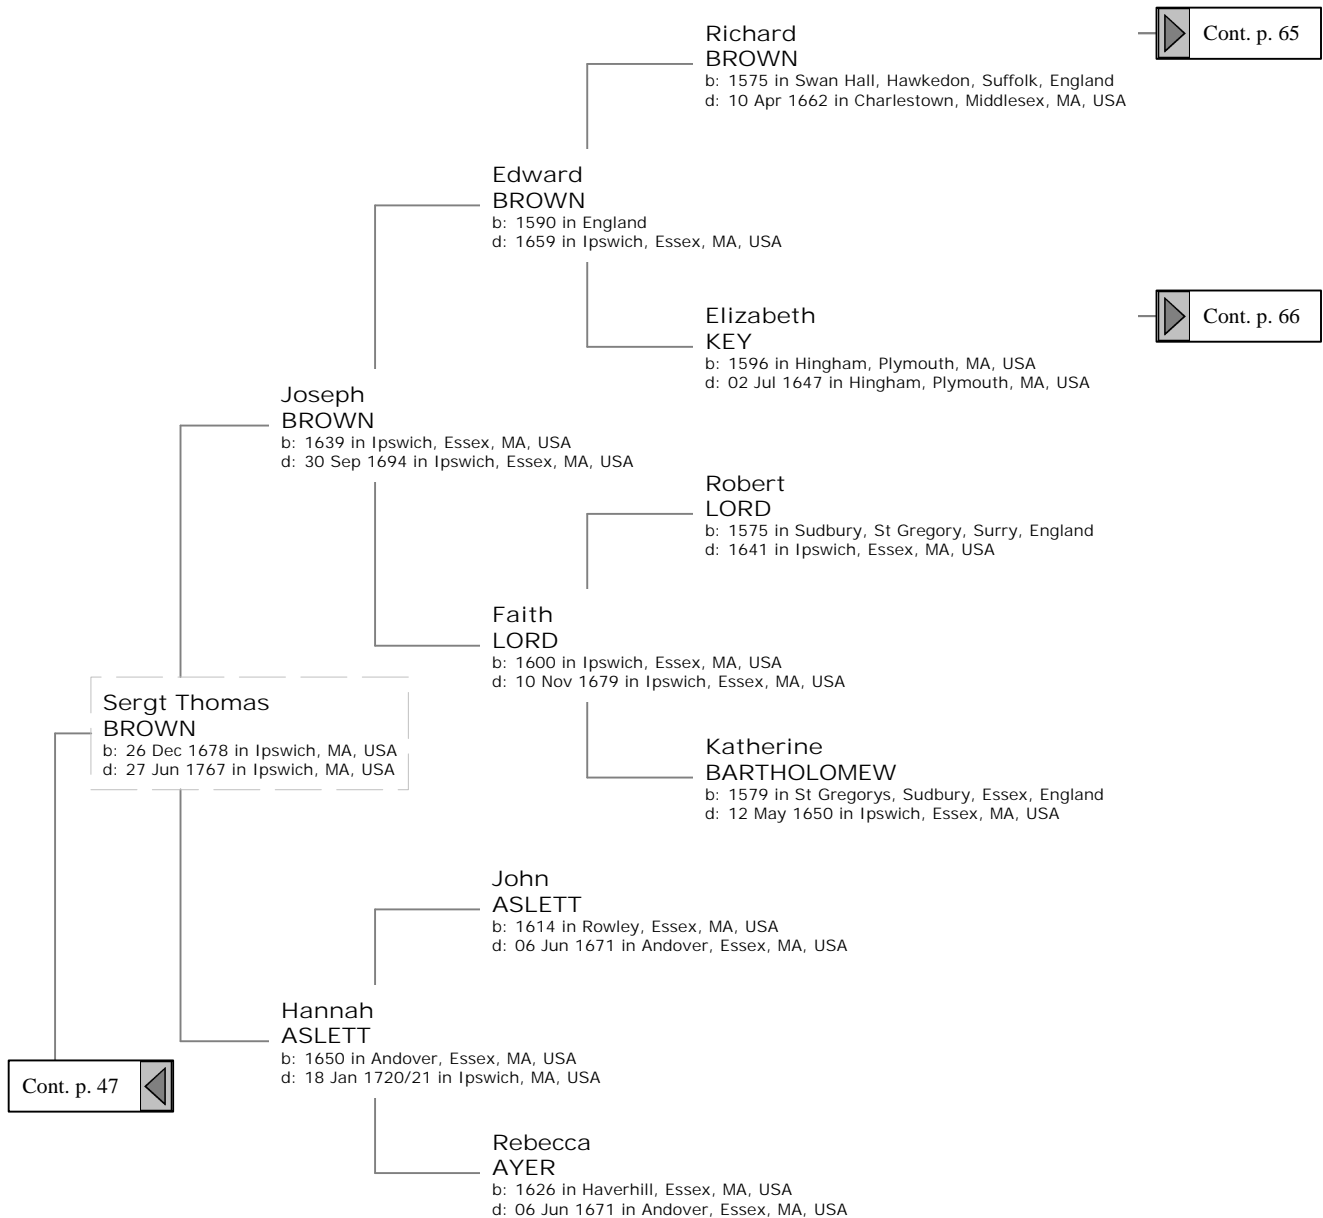 Richard
BROWN
b: 1575 in Swan Hall, Hawkedon, Suffolk, England
d: 10 Apr 1662 in Charlestown, Middlesex, MA, USA
Cont. p. 65
Edward
BROWN
b: 1590 in England
d: 1659 in Ipswich, Essex, MA, USA
Elizabeth
KEY
b: 1596 in Hingham, Plymouth, MA, USA
d: 02 Jul 1647 in Hingham, Plymouth, MA, USA
Cont. p. 66
Joseph
BROWN
b: 1639 in Ipswich, Essex, MA, USA
d: 30 Sep 1694 in Ipswich, Essex, MA, USA
Robert
LORD
b: 1575 in Sudbury, St Gregory, Surry, England
d: 1641 in Ipswich, Essex, MA, USA
Faith
LORD
b: 1600 in Ipswich, Essex, MA, USA
d: 10 Nov 1679 in Ipswich, Essex, MA, USA
Sergt Thomas
BROWN
b: 26 Dec 1678 in Ipswich, MA, USA
d: 27 Jun 1767 in Ipswich, MA, USA
Katherine
BARTHOLOMEW
b: 1579 in St Gregorys, Sudbury, Essex, England
d: 12 May 1650 in Ipswich, Essex, MA, USA
John
ASLETT
b: 1614 in Rowley, Essex, MA, USA
d: 06 Jun 1671 in Andover, Essex, MA, USA
Hannah
ASLETT
b: 1650 in Andover, Essex, MA, USA
d: 18 Jan 1720/21 in Ipswich, MA, USA
Cont. p. 47
Rebecca
AYER
b: 1626 in Haverhill, Essex, MA, USA
d: 06 Jun 1671 in Andover, Essex, MA, USA